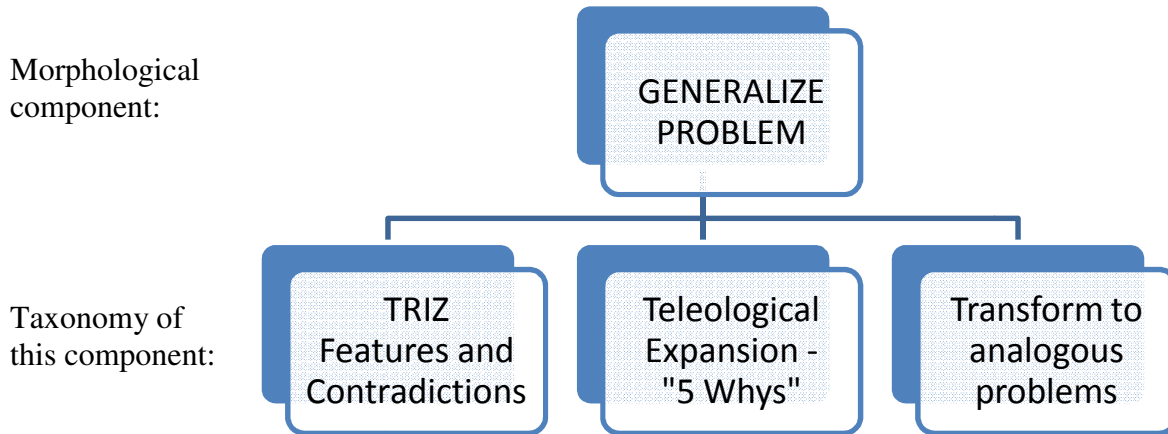 Morphological
component:
GENERALIZE
PROBLEM
Taxonomy of
this component:
TRIZ
Features and
Contradictions
Teleological
Expansion -
"5 Whys"
Transform to
analogous
problems